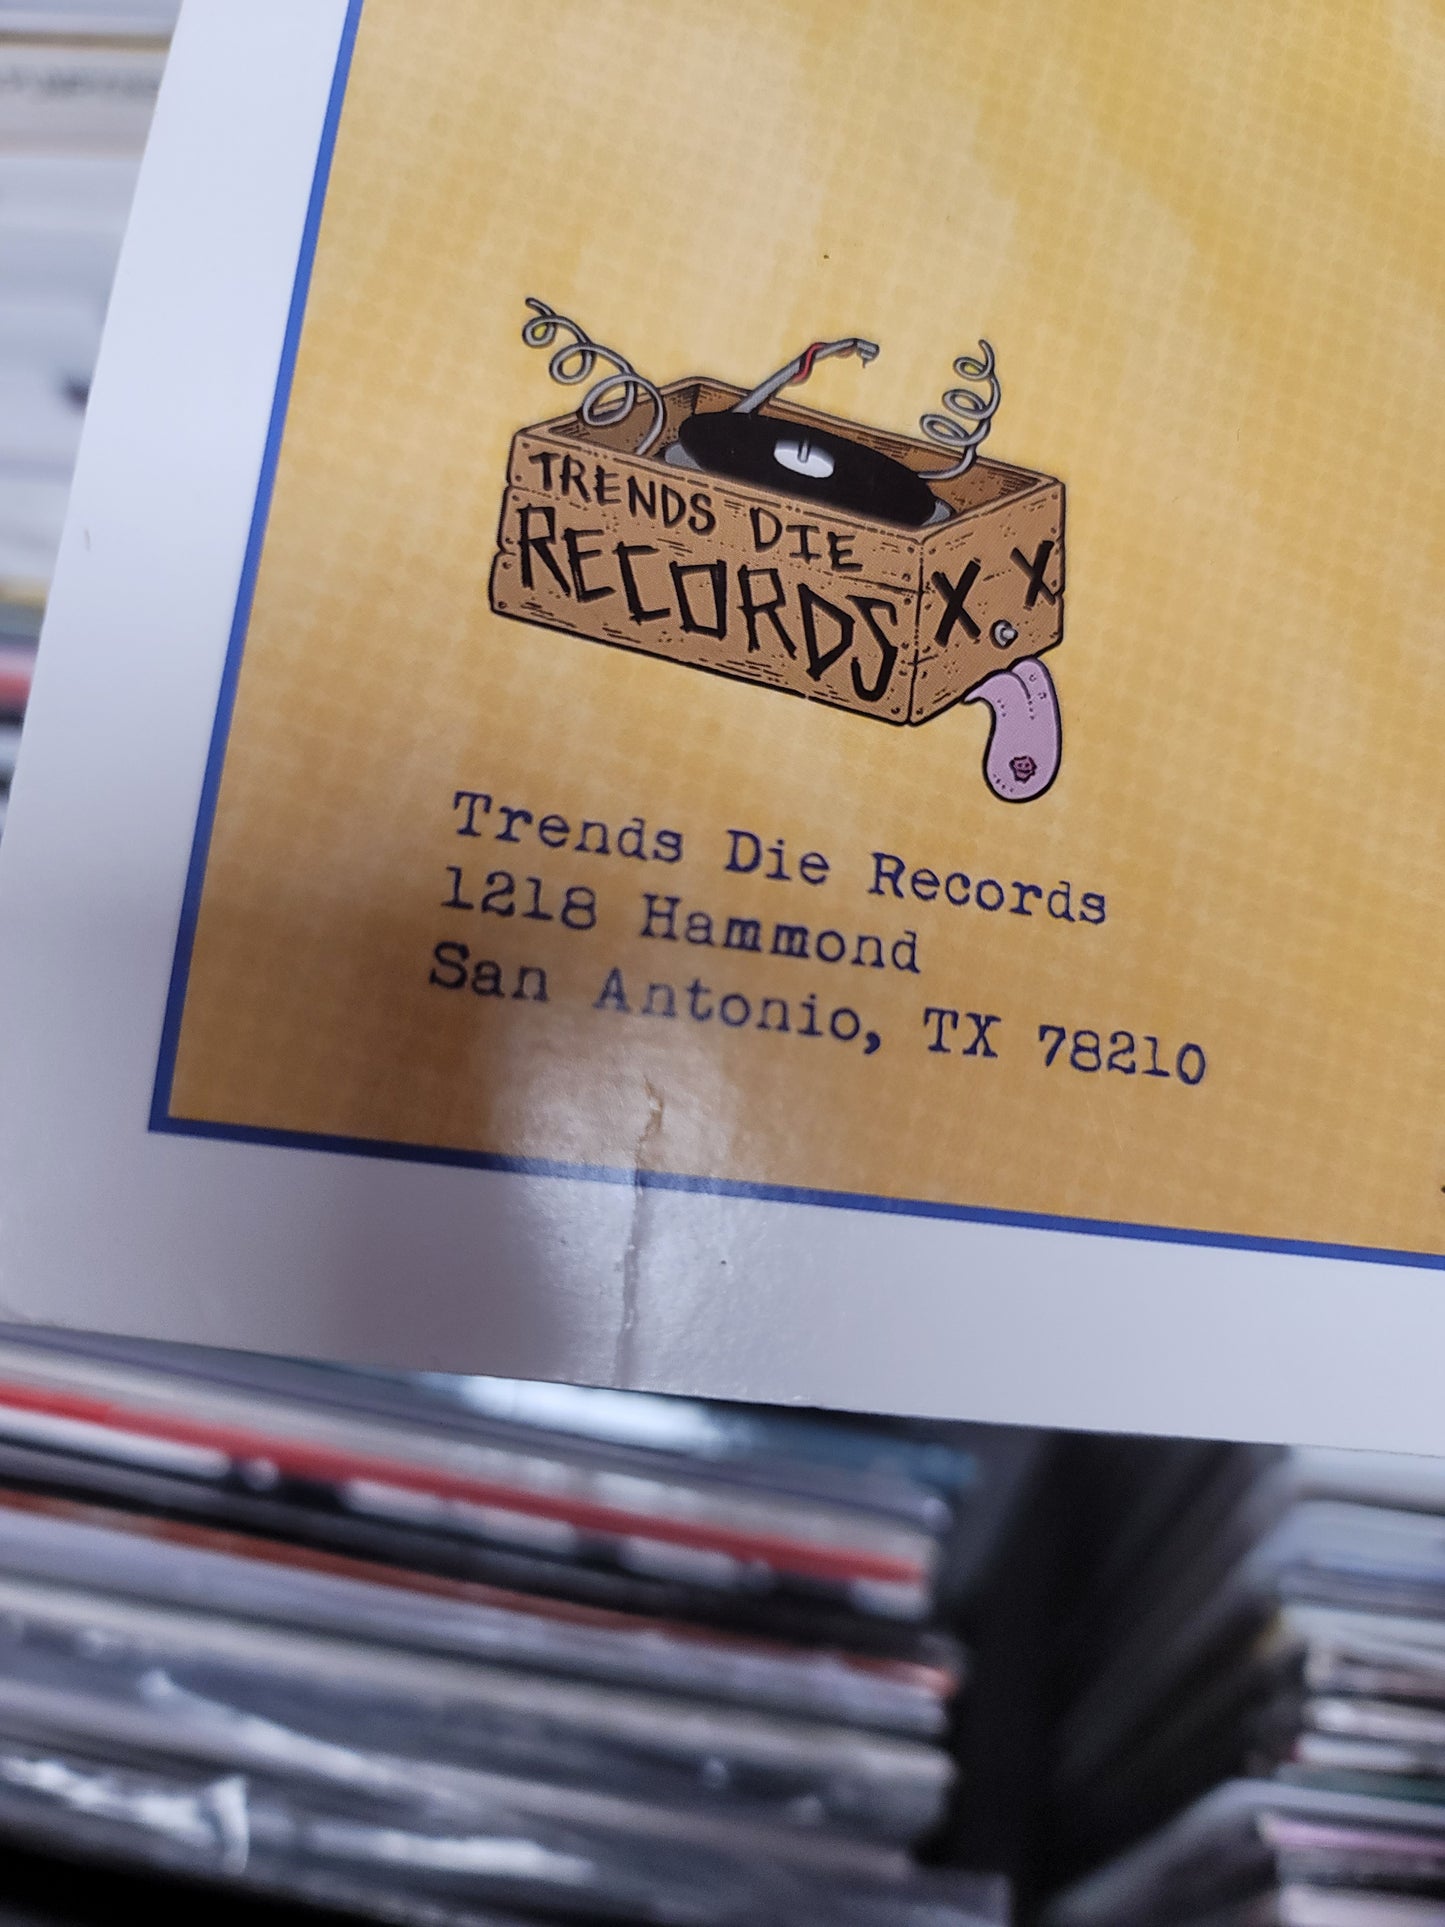 TRENDS DIE
RECORDS
X X
Trends Die Records
1218 Hammond
San Antonio, TX 78210